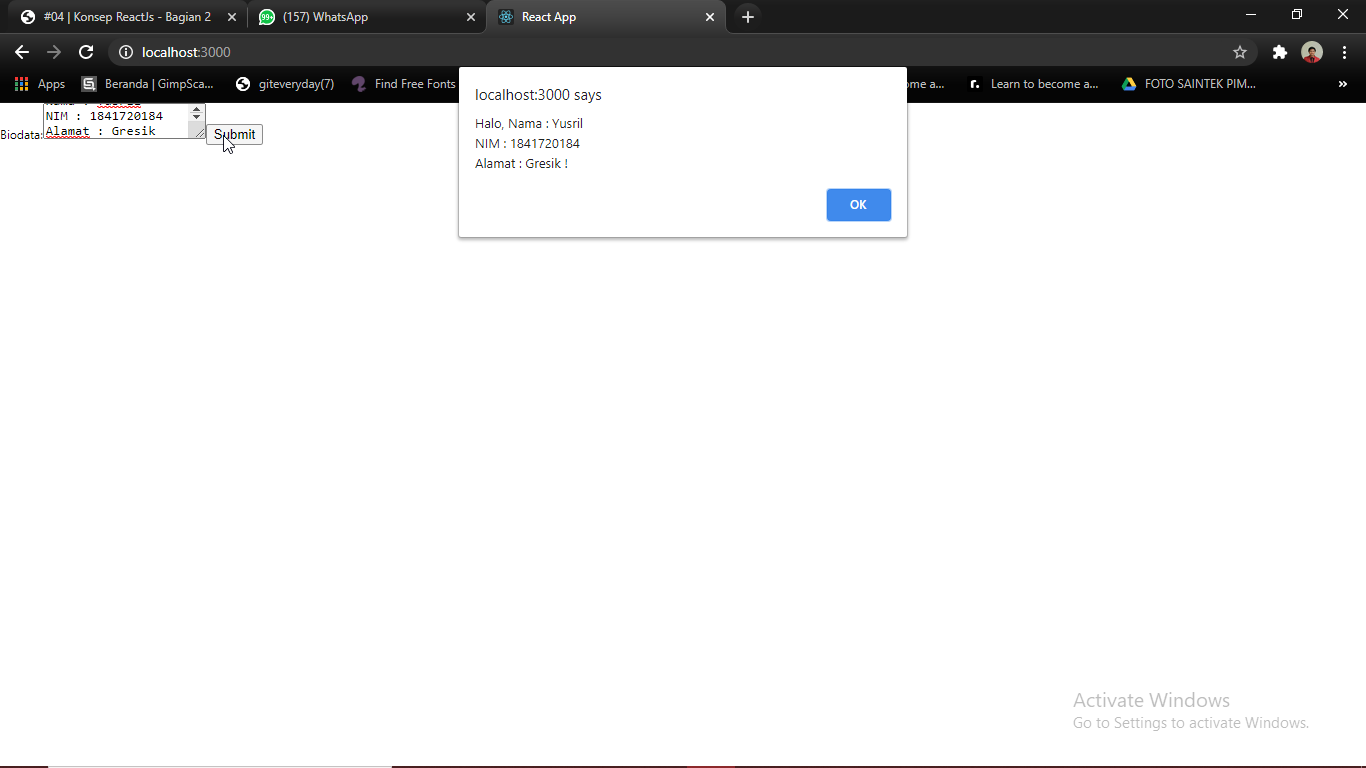 #04 | Konsep ReactJs - Bagian 2
99+
(157) WhatsApp
React App
localhost:3000
Apps
Beranda | GimpSca...
giteveryday(7)
Find Free Fonts
ome a...
r.
Learn to become a...
FOTO SAINTEK PIM...
localhost:3000 says
Halo, Nama : Yusril
NIM : 1841720184
Alamat : Gresik !
OK
Biodata:
NIM : 1841720184
Alamat : Gresik
Submit
Activate Windows
Go to Settings to activate Windows.